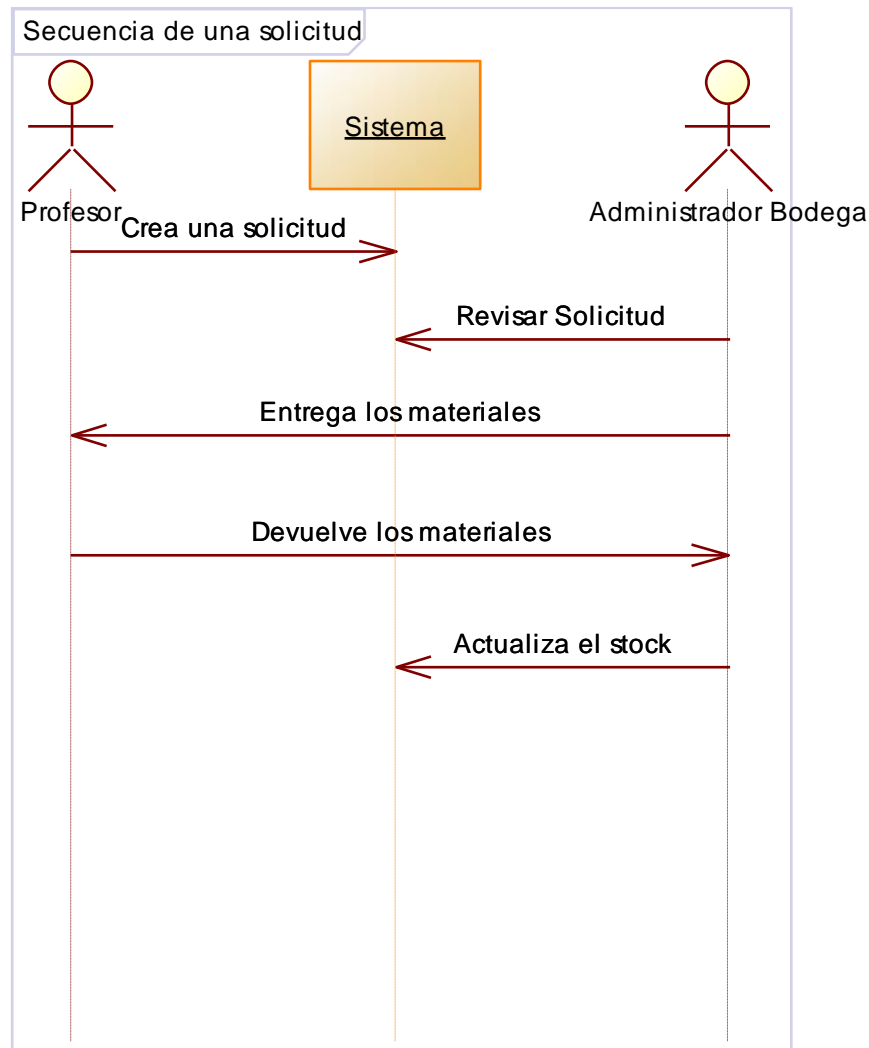 Secuencia de una solicitud
Sistema
Profesor
Administrador Bodega
Crea una solicitud
Revisar Solicitud
Entrega los materiales
Devuelve los materiales
Actualiza el stock